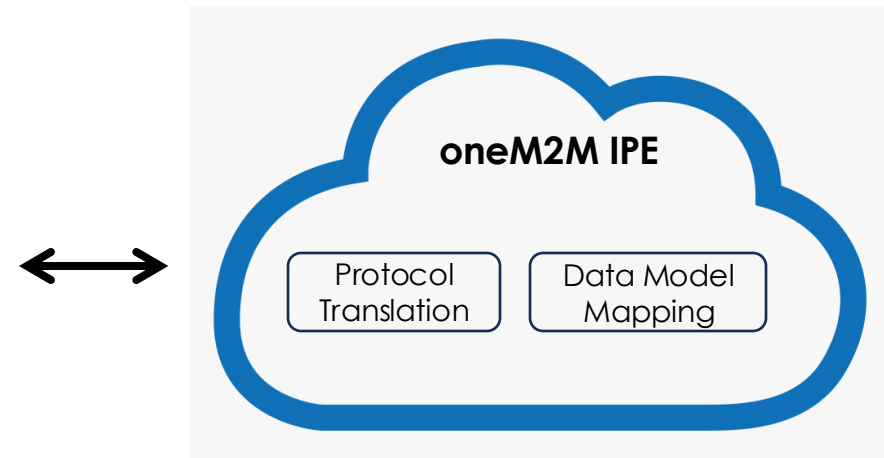 oneM2M IPE
Protocol
Translation
Data Model
Mapping